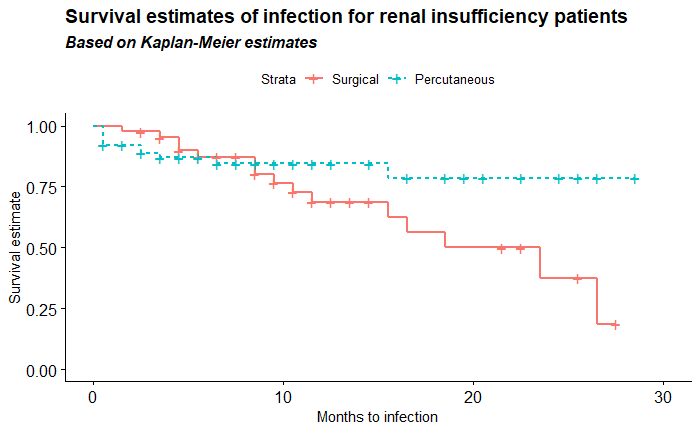 Survival estimates of infection for renal insufficiency patients
Based on Kaplan-Meier estimates
Strata Surgical Percutaneous
1.00
0.75
0.50
0.25
0.00
Survival estimate
0 10 20 30
Months to infection